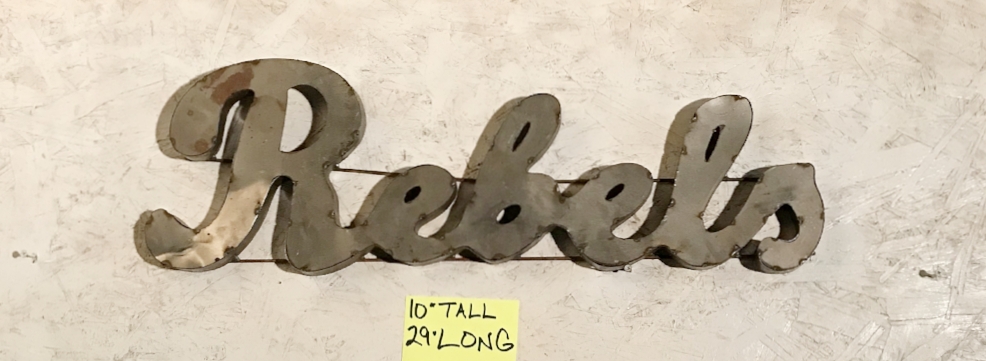 Rebels
10" TALL
29" LONG